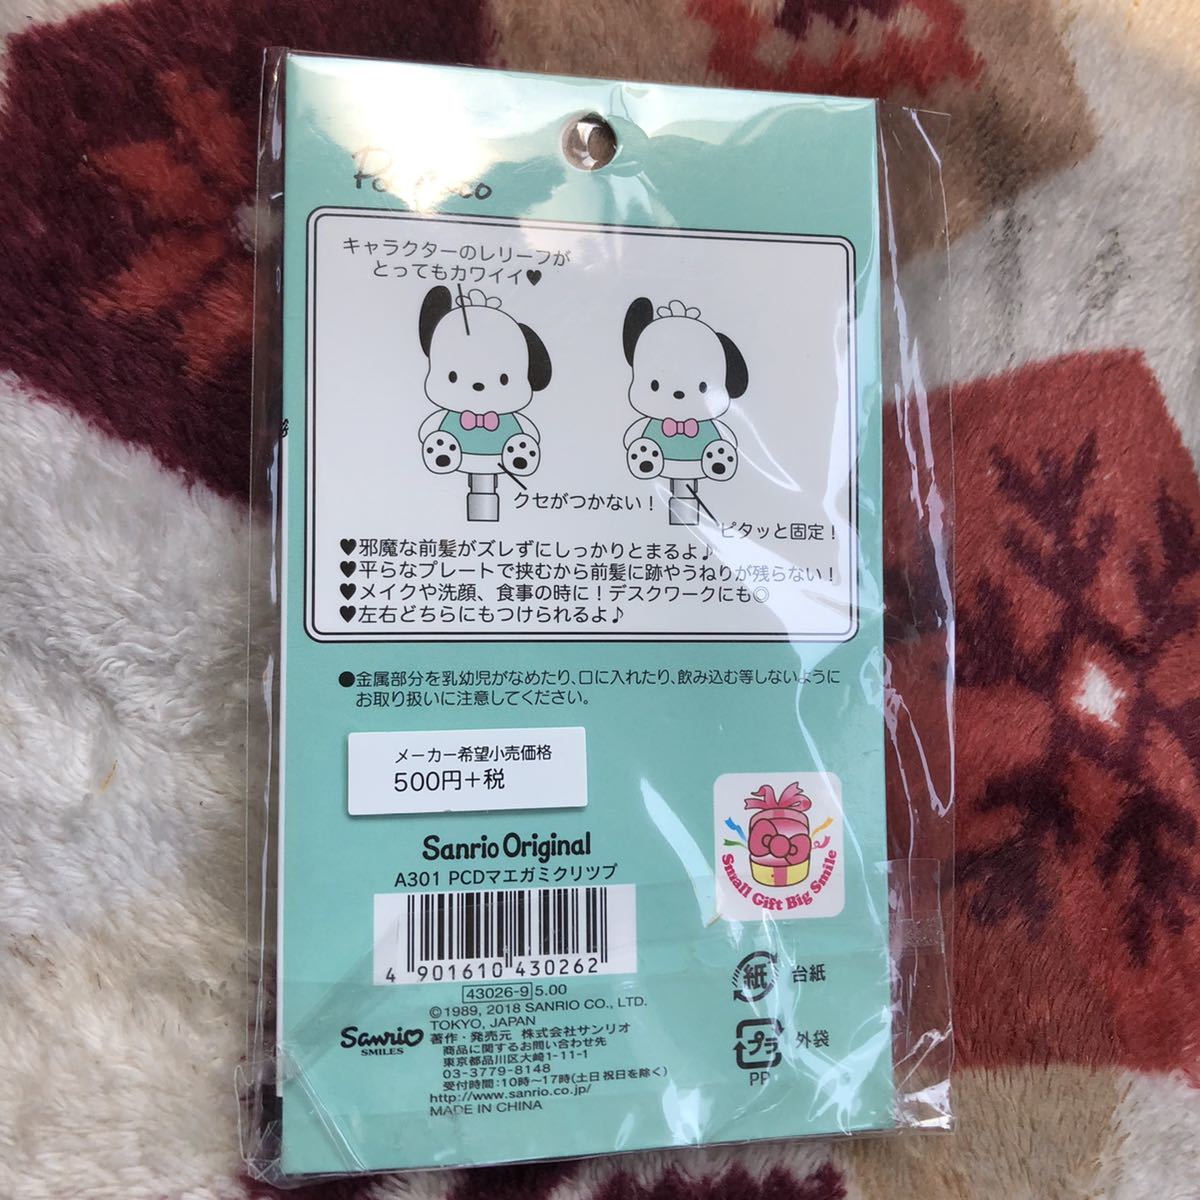 キャラクターのレリーフが
とってもカワイイ♥
クセがつかない！
ピタッと固定！
♥邪魔な前髪がズレずにしっかりとまるよ♪
♥平らなプレートで挟むから前髪に跡やうねりが残らない！
♥メイクや洗顔、食事の時に！デスクワークにも◎
♥左右どちらにもつけられるよ♪
●金属部分を乳幼児がなめたり、口に入れたり、飲み込む等しないように
お取り扱いに注意してください。
メーカー希望小売価格
500円+税
Sanrio Original
A301 PCDマエガミクリツプ
4 901610 430262
43026-9 5.00
©1989, 2018 SANRIO CO., LTD.
TOKYO, JAPAN
著作・発売元 株式会社サンリオ
商品に関するお問い合わせ先
東京都品川区大崎1-11-1
03-3779-8148
受付時間：10時〜17時(土日祝日を除く)
http://www.sanrio.co.jp/
MADE IN CHINA
Sanrio
SMILES
Small Gift Big Smile
紙 台紙
プラ 外袋
PP